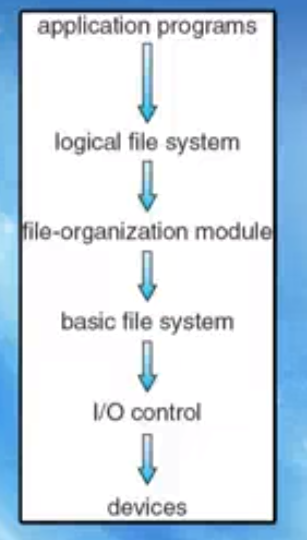 application programs
logical file system
file-organization module
basic file system
I/O control
devices